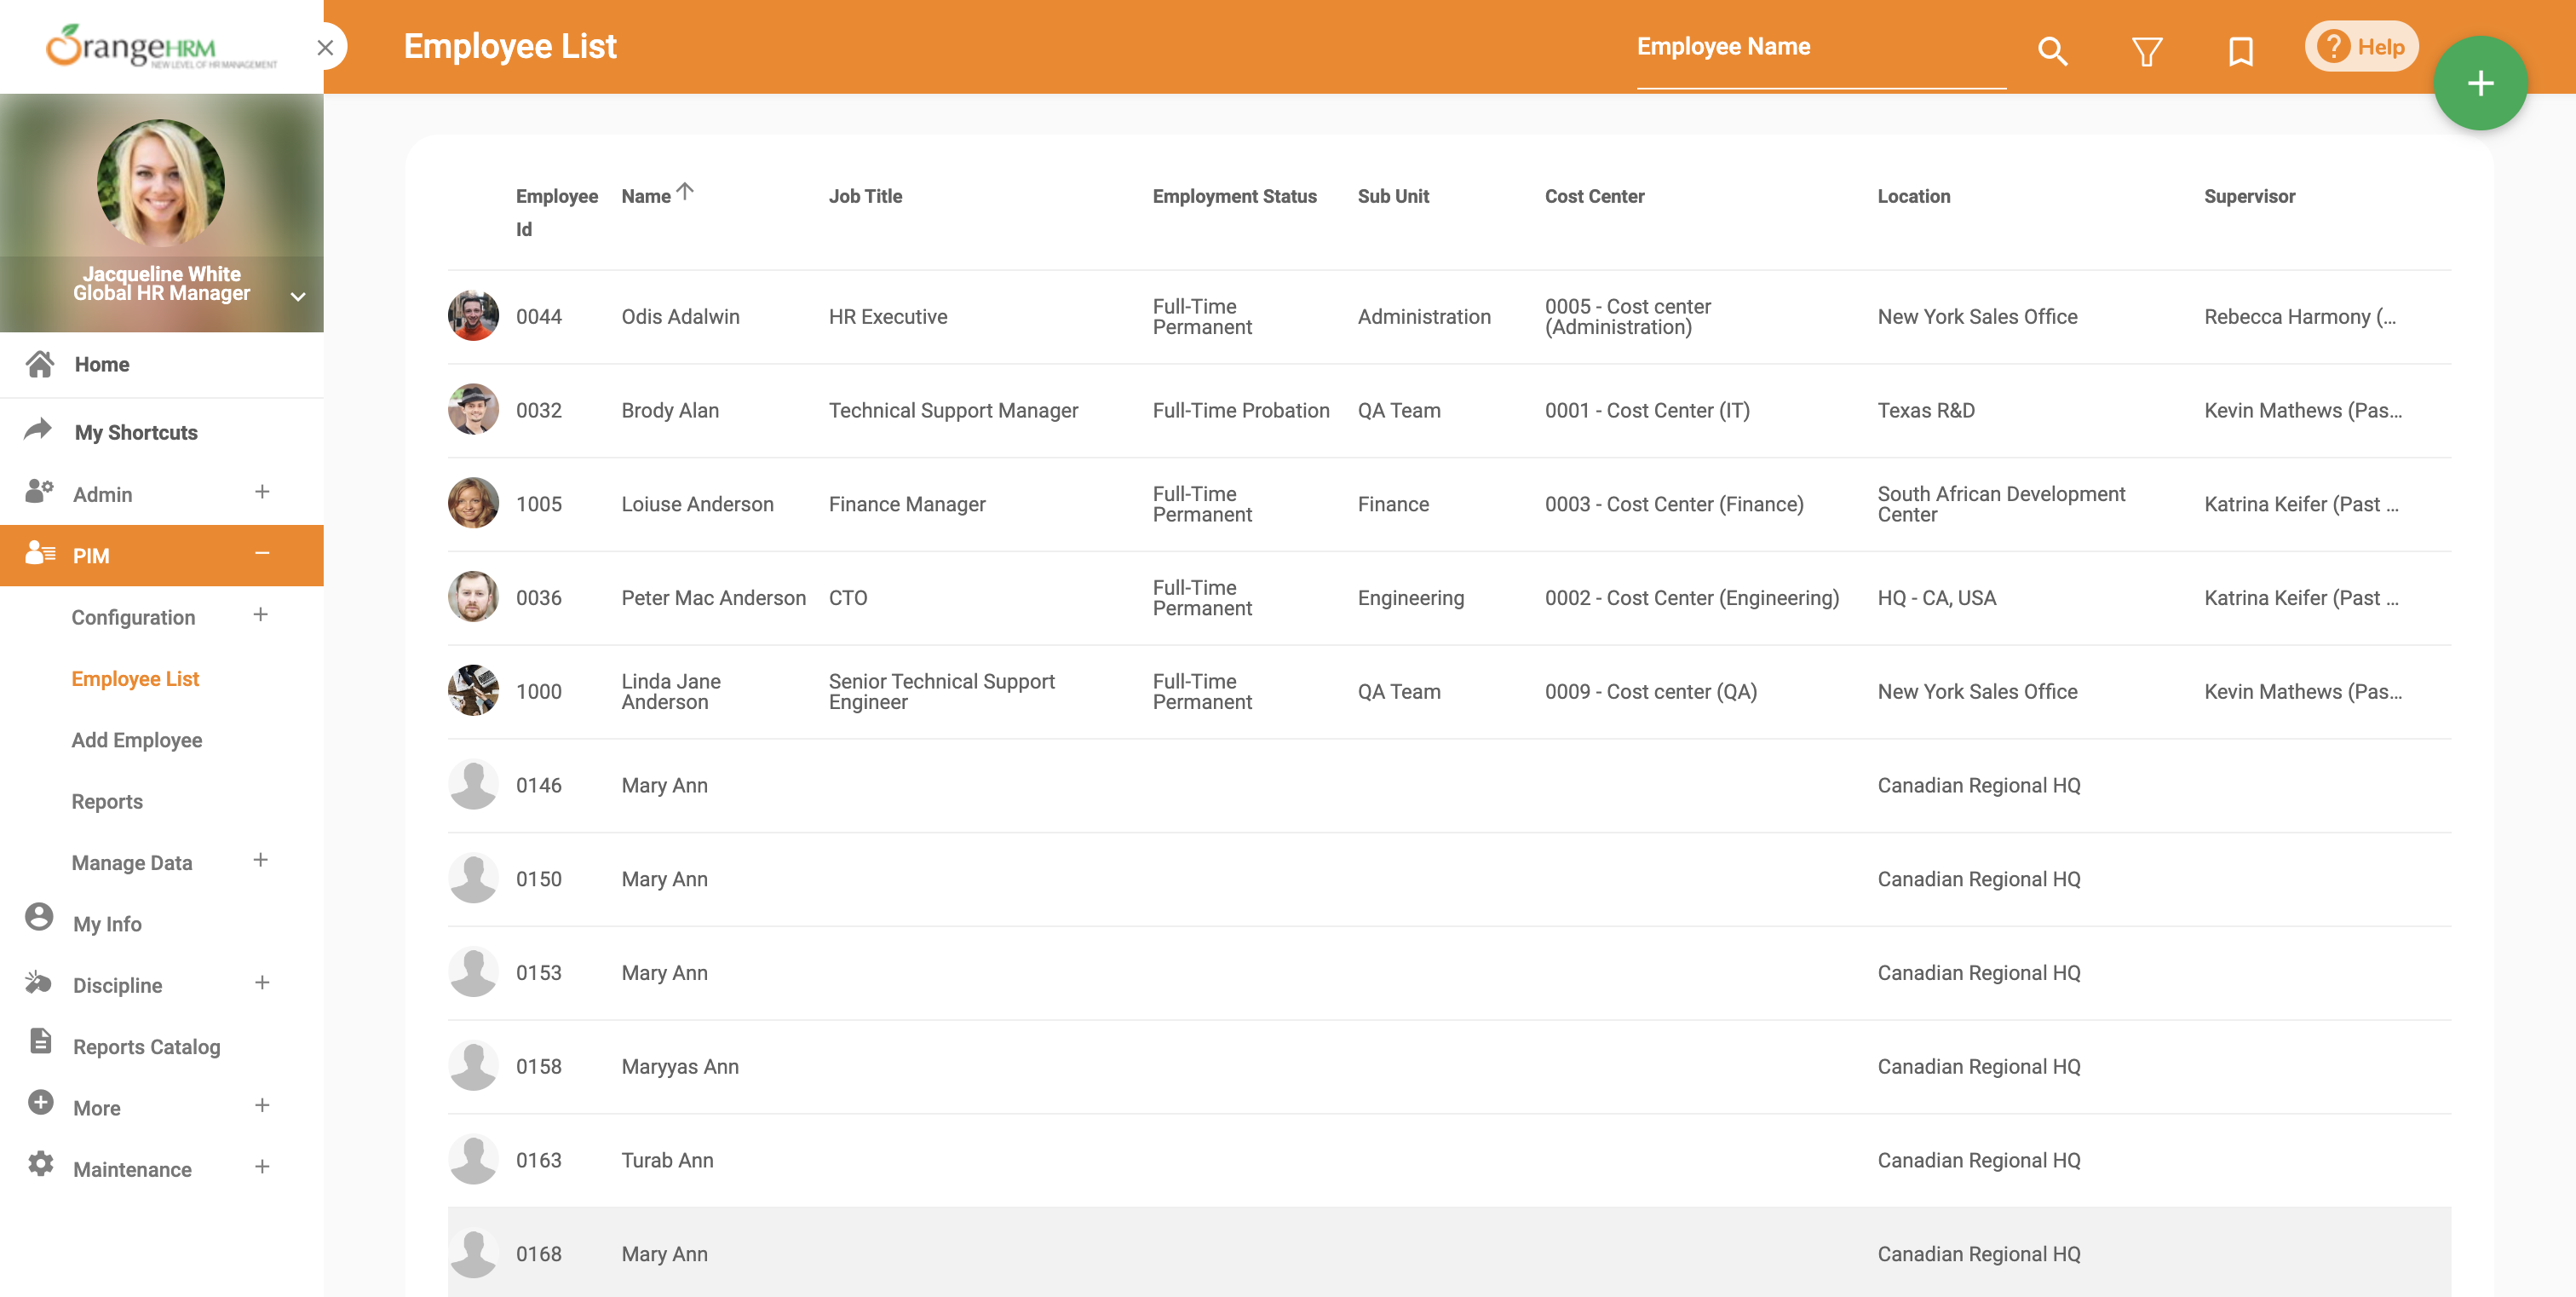 OrangeHRM
NEW LEVEL OF HR MANAGEMENT
Employee List
Employee Name
Help
Jacqueline White
Global HR Manager
Home
My Shortcuts
Admin
PIM
Configuration
Employee List
Add Employee
Reports
Manage Data
My Info
Discipline
Reports Catalog
More
Maintenance
Employee Id Name Job Title Employment Status Sub Unit Cost Center Location Supervisor
0044 Odis Adalwin HR Executive Full-Time Permanent Administration 0005 - Cost center (Administration) New York Sales Office Rebecca Harmony (...
0032 Brody Alan Technical Support Manager Full-Time Probation QA Team 0001 - Cost Center (IT) Texas R&D Kevin Mathews (Pas...
1005 Loiuse Anderson Finance Manager Full-Time Permanent Finance 0003 - Cost Center (Finance) South African Development Center Katrina Keifer (Past ...
0036 Peter Mac Anderson CTO Full-Time Permanent Engineering 0002 - Cost Center (Engineering) HQ - CA, USA Katrina Keifer (Past ...
1000 Linda Jane Anderson Senior Technical Support Engineer Full-Time Permanent QA Team 0009 - Cost center (QA) New York Sales Office Kevin Mathews (Pas...
0146 Mary Ann Canadian Regional HQ
0150 Mary Ann Canadian Regional HQ
0153 Mary Ann Canadian Regional HQ
0158 Maryyas Ann Canadian Regional HQ
0163 Turab Ann Canadian Regional HQ
0168 Mary Ann Canadian Regional HQ